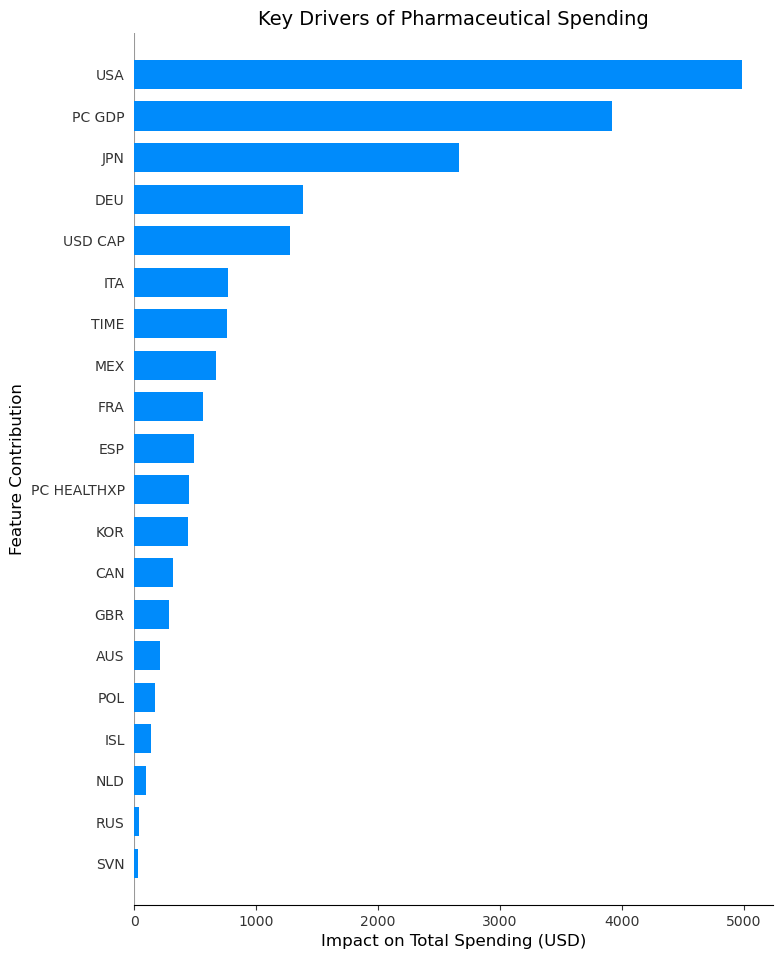 Key Drivers of Pharmaceutical Spending
USA
PC GDP
JPN
DEU
USD CAP
ITA
TIME
MEX
FRA
ESP
PC HEALTHXP
KOR
CAN
GBR
AUS
POL
ISL
NLD
RUS
SVN
Feature Contribution
0 1000 2000 3000 4000 5000
Impact on Total Spending (USD)